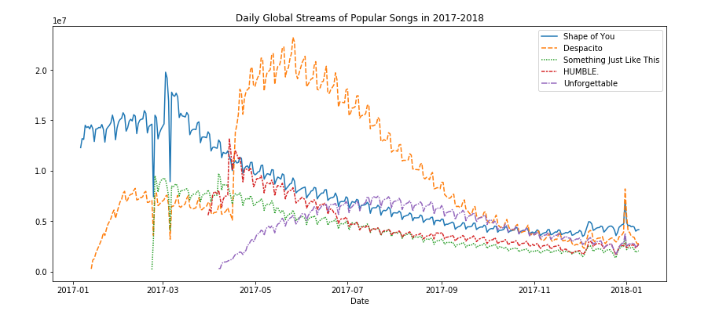 Daily Global Streams of Popular Songs in 2017-2018
1e7
Shape of You
Despacito
Something Just Like This
HUMBLE.
Unforgettable
2.0
1.5
1.0
0.5
0.0
2017-01 2017-03 2017-05 2017-07 2017-09 2017-11 2018-01
Date